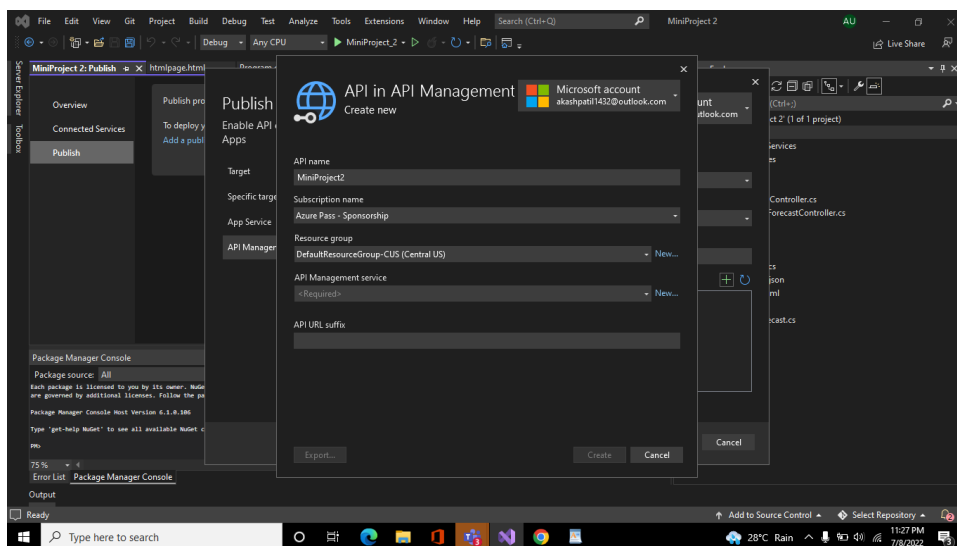 File Edit View Git Project Build Debug Test Analyze Tools Extensions Window Help Search (Ctrl+Q) MiniProject 2 AU
Debug Any CPU MiniProject_2 Live Share
Server Explorer
Toolbox
MiniProject 2: Publish htmlpage.html
Overview
Connected Services
Publish
Publish pro
To deploy y
Add a publ
Publish
Enable API
Apps
Target
Specific targe
App Service
API Manager
API in API Management
Create new
Microsoft account
akashpatil1432@outlook.com
API name
MiniProject2
Subscription name
Azure Pass - Sponsorship
Resource group
DefaultResourceGroup-CUS (Central US) New...
API Management service
<Required> New...
API URL suffix
Export... Create Cancel
unt
tlook.com
Cancel
(Ctrl+;)
ct 2' (1 of 1 project)
ervices
es
Controller.cs
ForecastController.cs
cs
json
ml
ecast.cs
Package Manager Console
Package source: All
Each package is licensed to you by its owner. NuGe
are governed by additional licenses. Follow the pa
Package Manager Console Host Version 6.1.0.106
Type 'get-help NuGet' to see all available NuGet c
PM>
75 %
Error List Package Manager Console
Output
Ready Add to Source Control Select Repository 2
Type here to search 28°C Rain 11:27 PM
7/8/2022 3